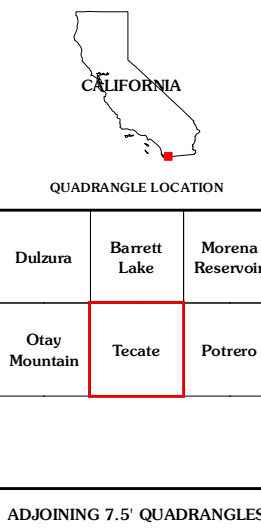 CALIFORNIA
QUADRANGLE LOCATION
Dulzura
Barrett
Lake
Morena
Reservoir
Otay
Mountain
Tecate
Potrero
ADJOINING 7.5' QUADRANGLES